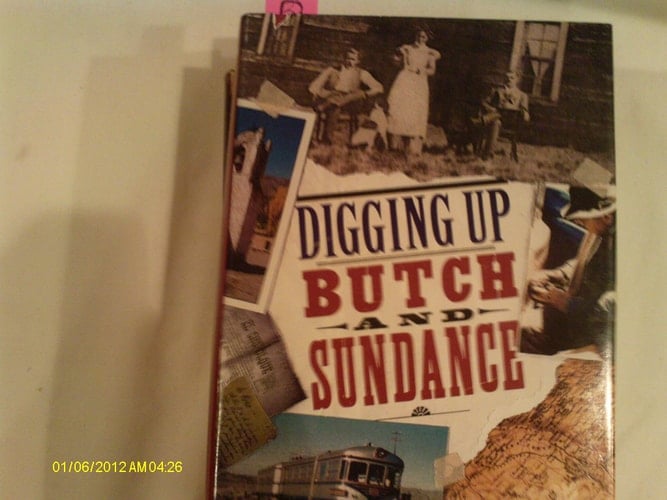 DIGGING UP
BUTCH
AND
SUNDANCE
01/06/2012 AM 04:26